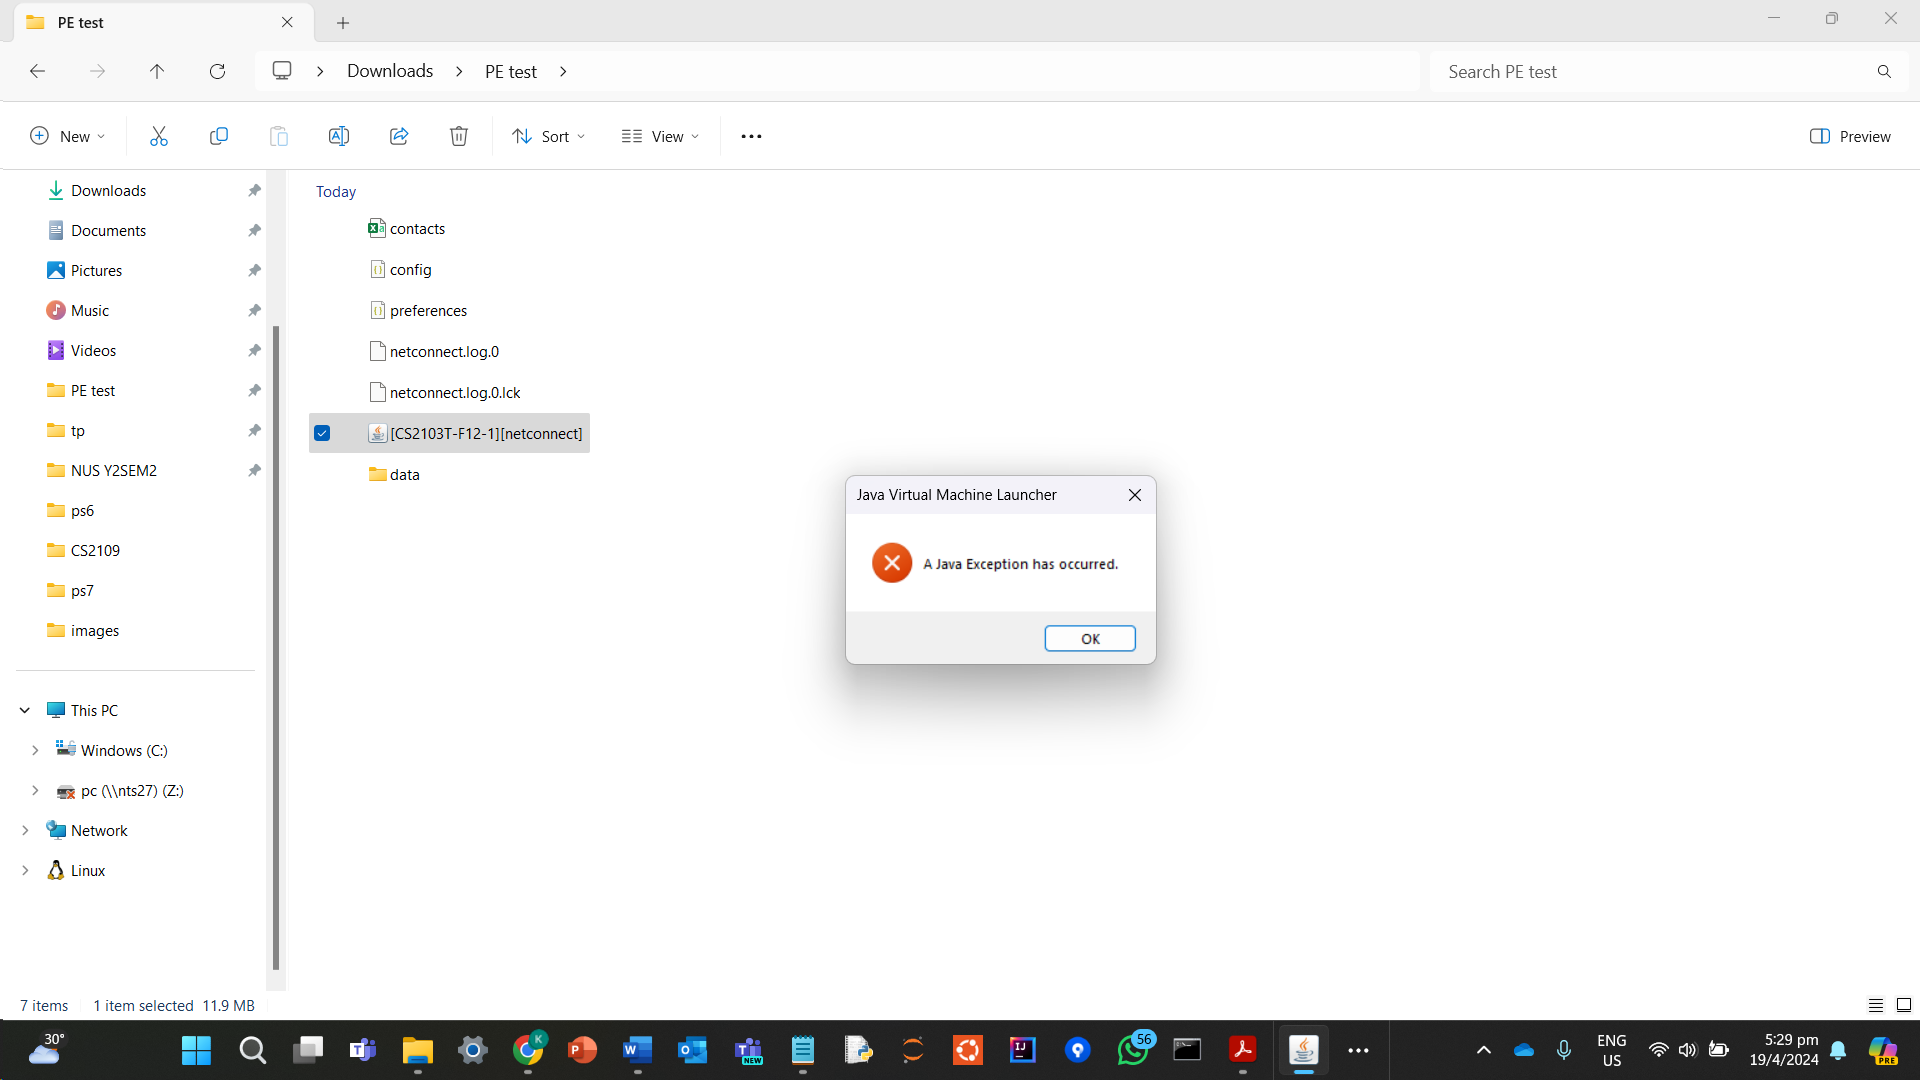 PE test
Downloads
PE test
Search PE test
New
Sort
View
Preview
Downloads
Documents
Pictures
Music
Videos
PE test
tp
NUS Y2SEM2
ps6
CS2109
ps7
images
This PC
Windows (C:)
pc (\\nts27) (Z:)
Network
Linux
Today
contacts
config
preferences
netconnect.log.0
netconnect.log.0.lck
[CS2103T-F12-1][netconnect]
data
Java Virtual Machine Launcher
A Java Exception has occurred.
OK
7 items
1 item selected 11.9 MB
30°
K
P
W
NEW
IJ
56
ENG
US
5:29 pm
19/4/2024
PRE